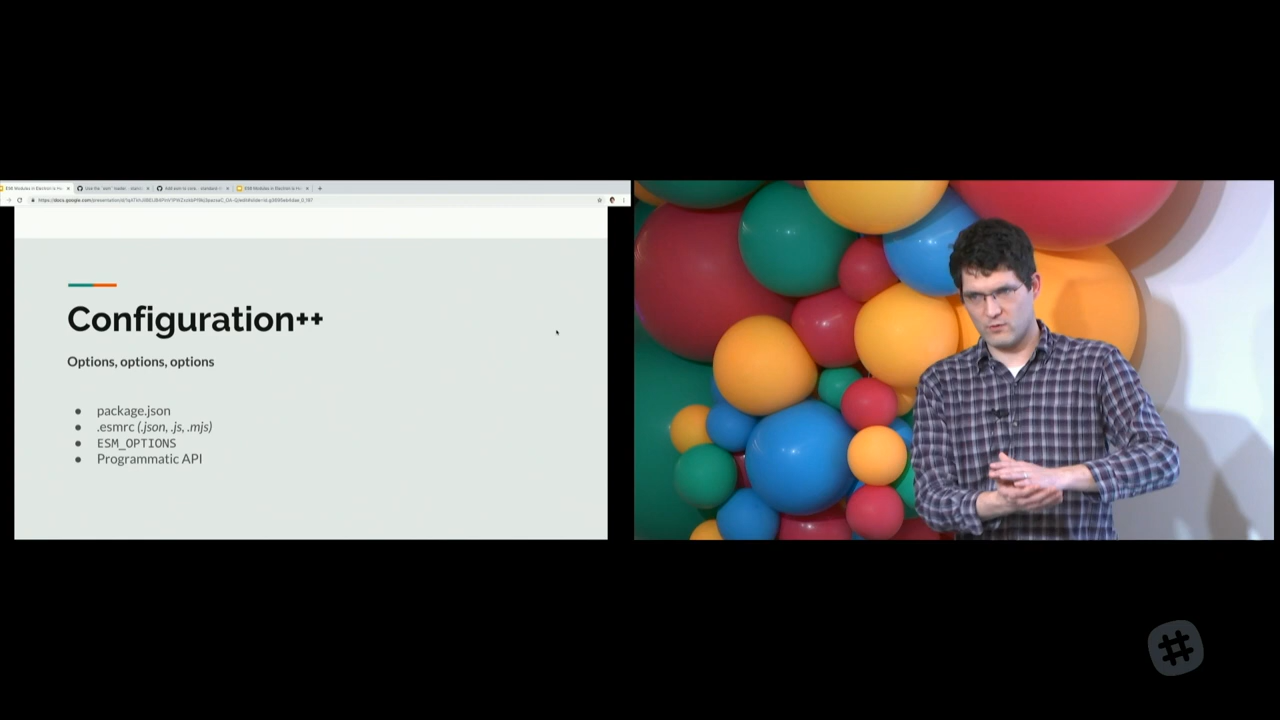 Configuration++
Options, options, options
● package.json
● .esmrc (.json, .js, .mjs)
● ESM_OPTIONS
● Programmatic API